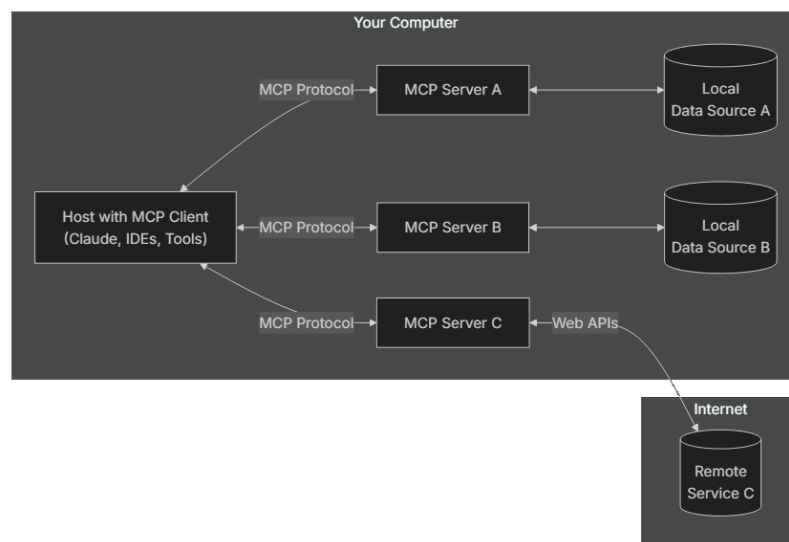 Your Computer
MCP Protocol
MCP Server A
Local
Data Source A
Host with MCP Client
(Claude, IDEs, Tools)
MCP Protocol
MCP Server B
Local
Data Source B
MCP Protocol
MCP Server C
Web APIs
Internet
Remote
Service C